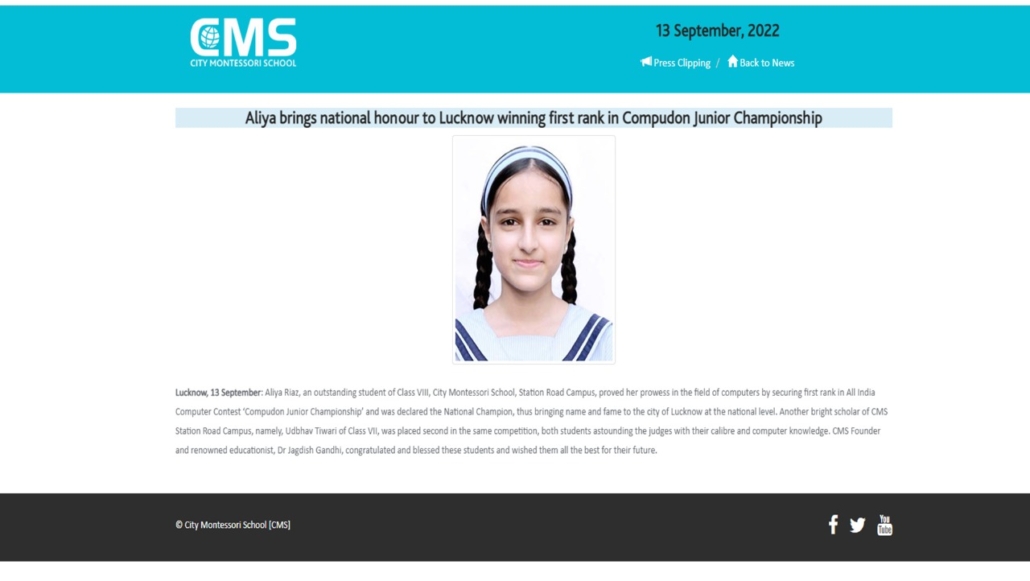 CMS
CITY MONTESSORI SCHOOL
13 September, 2022
Press Clipping / Back to News
Aliya brings national honour to Lucknow winning first rank in Compudon Junior Championship
Lucknow, 13 September: Aliya Riaz, an outstanding student of Class VIII, City Montessori School, Station Road Campus, proved her prowess in the field of computers by securing first rank in All India
Computer Contest ‘Compudon Junior Championship’ and was declared the National Champion, thus bringing name and fame to the city of Lucknow at the national level. Another bright scholar of CMS
Station Road Campus, namely, Udbhav Tiwari of Class VII, was placed second in the same competition, both students astounding the judges with their calibre and computer knowledge. CMS Founder
and renowned educationist, Dr Jagdish Gandhi, congratulated and blessed these students and wished them all the best for their future.
© City Montessori School [CMS]
You
Tube